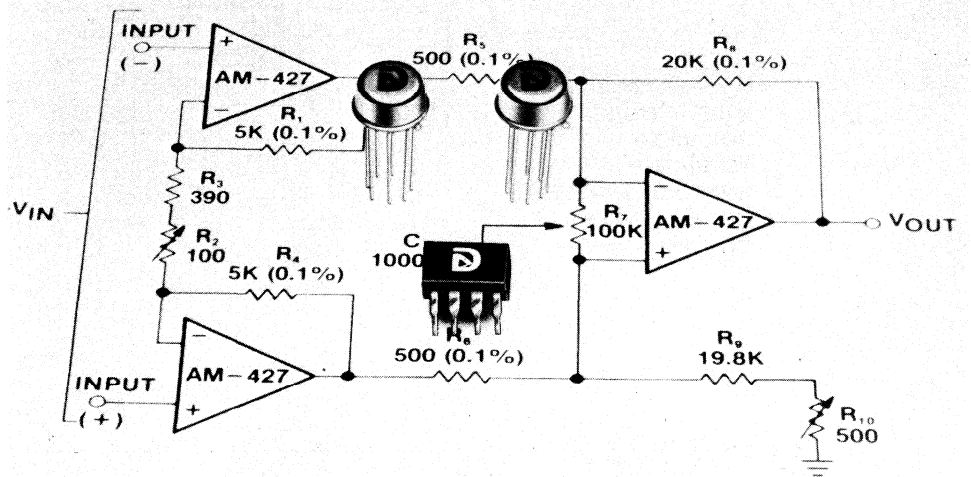 INPUT
(−)
+
AM-427
−
R₁
5K (0.1%)
R₅
500 (0.1%)
R₈
20K (0.1%)
R₃
390
VIN
R₂
100
R₄
5K (0.1%)
C
1000
R₇
100K
−
AM-427
+
VOUT
−
AM-427
+
INPUT
(+)
R₆
500 (0.1%)
R₉
19.8K
R₁₀
500